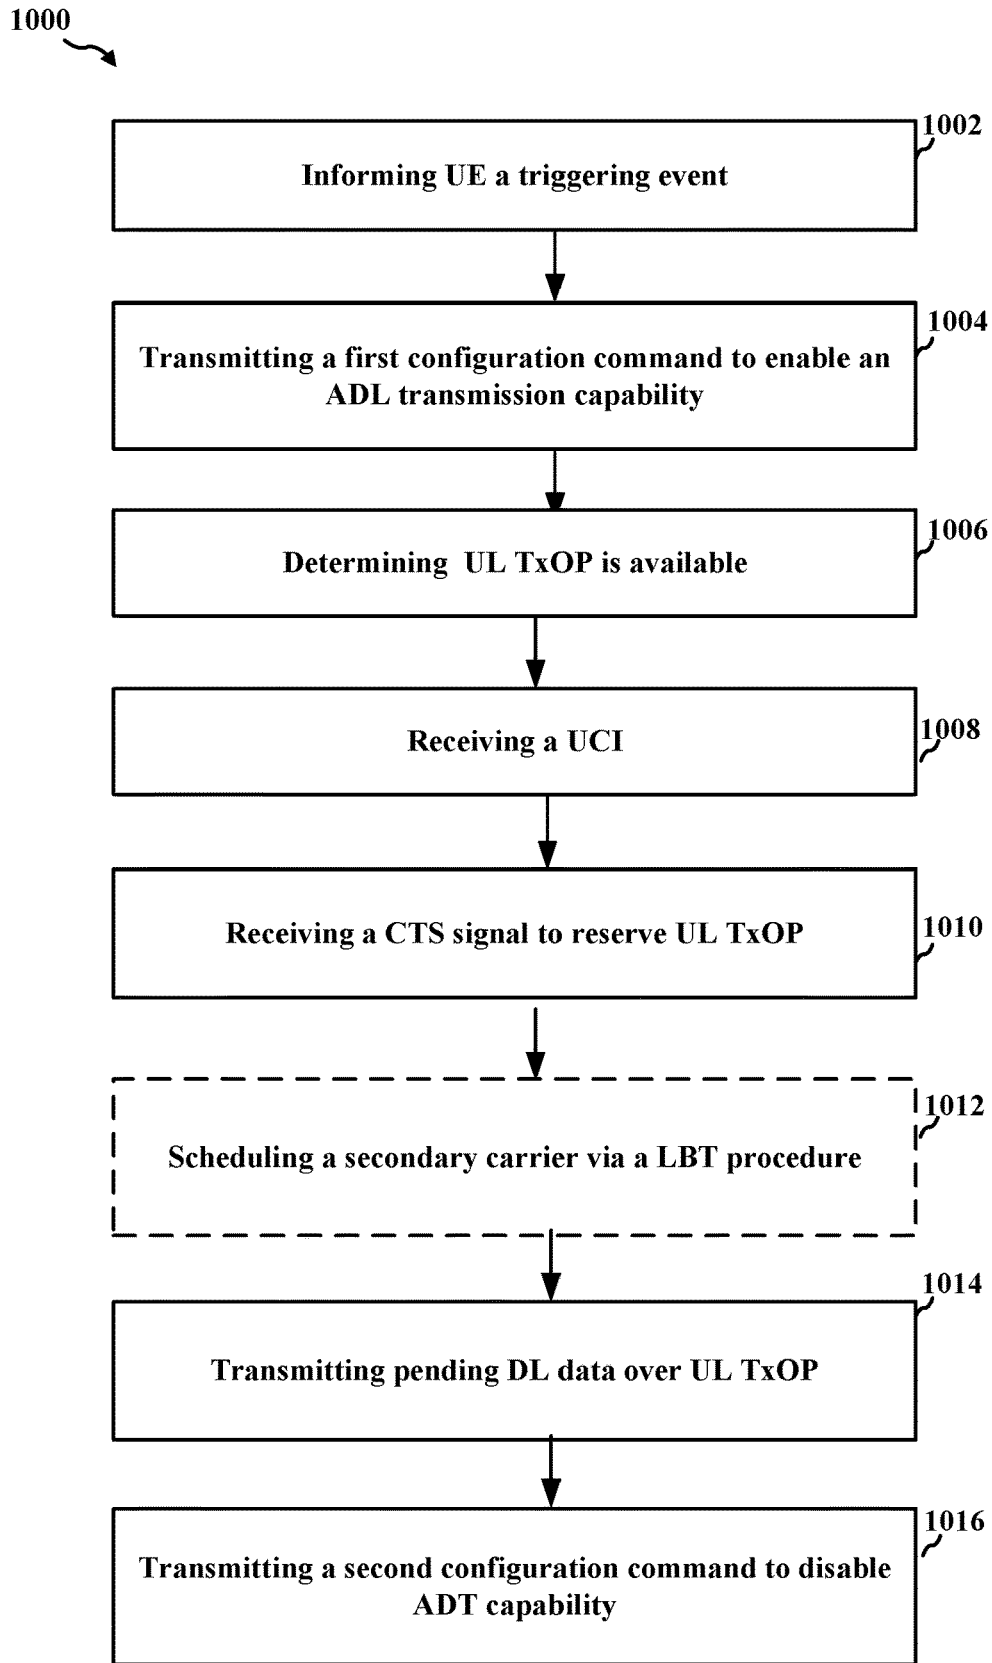 1000
1002
Informing UE a triggering event
1004
Transmitting a first configuration command to enable an
ADL transmission capability
1006
Determining UL TxOP is available
1008
Receiving a UCI
1010
Receiving a CTS signal to reserve UL TxOP
1012
Scheduling a secondary carrier via a LBT procedure
1014
Transmitting pending DL data over UL TxOP
1016
Transmitting a second configuration command to disable
ADT capability